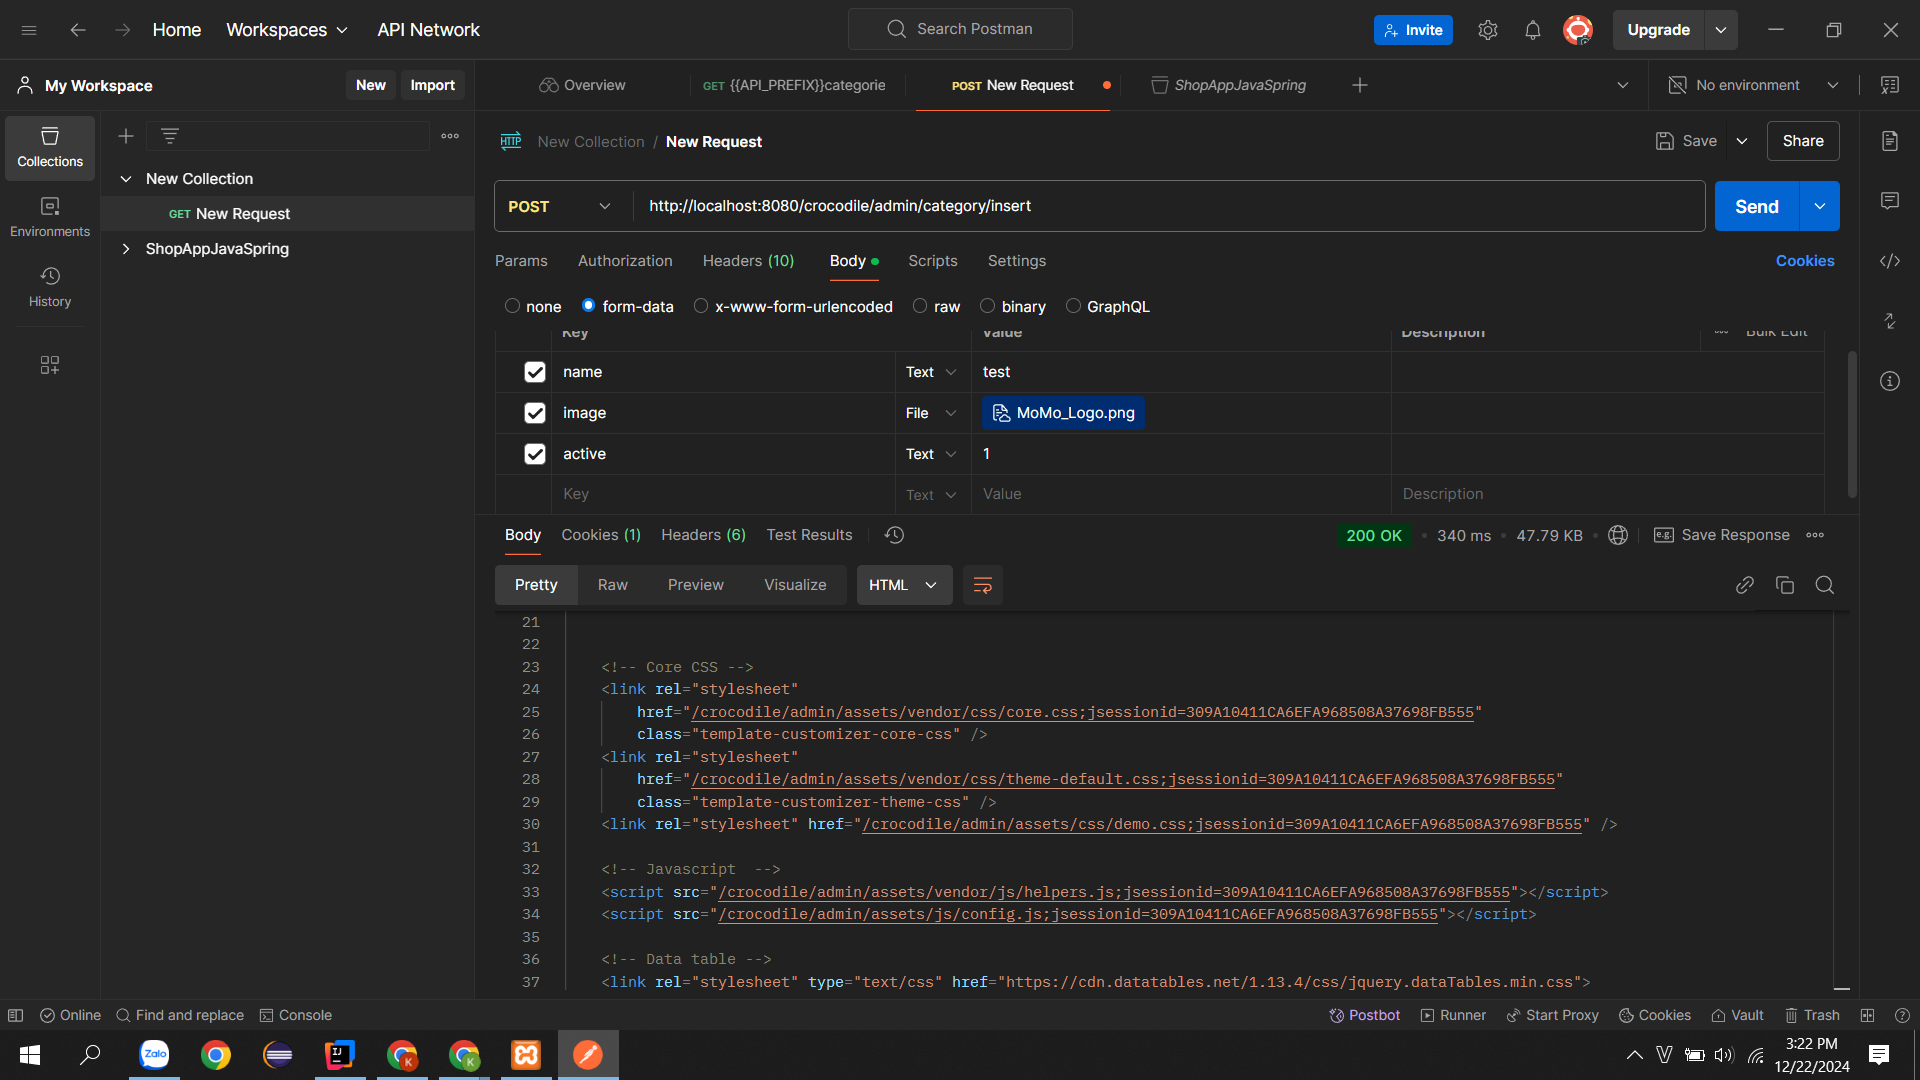 Home Workspaces API Network Search Postman Invite Upgrade
My Workspace New Import Overview GET {{API_PREFIX}}categorie POST New Request ShopAppJavaSpring No environment
Collections
Environments
History
New Collection
GET New Request
ShopAppJavaSpring
HTTP New Collection / New Request Save Share
POST http://localhost:8080/crocodile/admin/category/insert Send
Params Authorization Headers (10) Body Scripts Settings Cookies
none form-data x-www-form-urlencoded raw binary GraphQL
Key Value Description Bulk Edit
name Text test
image File MoMo_Logo.png
active Text 1
Key Text Value Description
Body Cookies (1) Headers (6) Test Results 200 OK 340 ms 47.79 KB e.g. Save Response
Pretty Raw Preview Visualize HTML
21
22
23 <!-- Core CSS -->
24 <link rel="stylesheet"
25 href="/crocodile/admin/assets/vendor/css/core.css;jsessionid=309A10411CA6EFA968508A37698FB555"
26 class="template-customizer-core-css" />
27 <link rel="stylesheet"
28 href="/crocodile/admin/assets/vendor/css/theme-default.css;jsessionid=309A10411CA6EFA968508A37698FB555"
29 class="template-customizer-theme-css" />
30 <link rel="stylesheet" href="/crocodile/admin/assets/css/demo.css;jsessionid=309A10411CA6EFA968508A37698FB555" />
31
32 <!-- Javascript  -->
33 <script src="/crocodile/admin/assets/vendor/js/helpers.js;jsessionid=309A10411CA6EFA968508A37698FB555"></script>
34 <script src="/crocodile/admin/assets/js/config.js;jsessionid=309A10411CA6EFA968508A37698FB555"></script>
35
36 <!-- Data table -->
37 <link rel="stylesheet" type="text/css" href="https://cdn.datatables.net/1.13.4/css/jquery.dataTables.min.css">
Online Find and replace Console Postbot Runner Start Proxy Cookies Vault Trash
Zalo IJ K K V 3:22 PM
12/22/2024